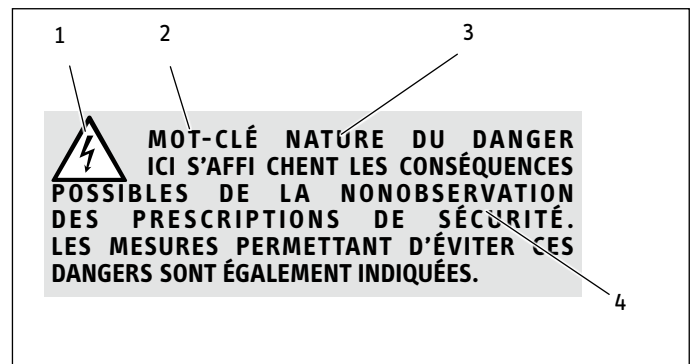 1 2 3
MOT-CLÉ NATURE DU DANGER
ICI S'AFFI CHENT LES CONSÉQUENCES
POSSIBLES DE LA NONOBSERVATION
DES PRESCRIPTIONS DE SÉCURITÉ.
LES MESURES PERMETTANT D'ÉVITER CES
DANGERS SONT ÉGALEMENT INDIQUÉES.
4